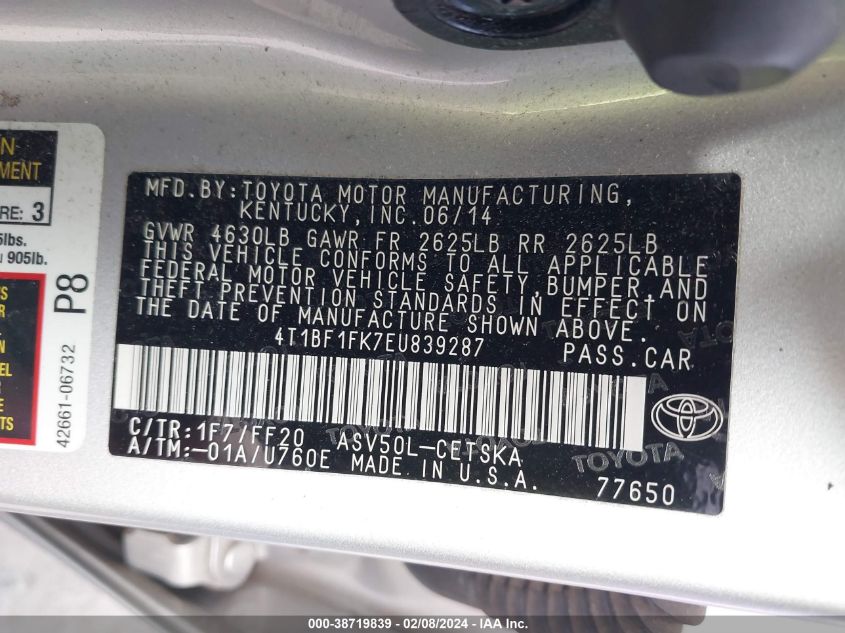 MFD. BY: TOYOTA MOTOR MANUFACTURING,
KENTUCKY, INC. 06/14
GVWR 4630LB GAWR FR 2625LB RR 2625LB
THIS VEHICLE CONFORMS TO ALL APPLICABLE
FEDERAL MOTOR VEHICLE SAFETY, BUMPER, AND
THEFT PREVENTION STANDARDS IN EFFECT ON
THE DATE OF MANUFACTURE SHOWN ABOVE.
4T1BF1FK7EU839287 PASS.CAR
C/TR: 1F7/FF20 ASV50L-CETSKA
A/TM:-01A/U760E MADE IN U.S.A.
77650
TOYOTA
MENT
RE: 3
lbs.
905lb.
P8
42661-06732
000-38719839 - 02/08/2024 - IAA Inc.